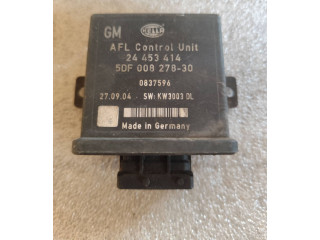 GM HELLA
AFL Control Unit
24 453 414
5DF 008 278-30
0837596
27.09.04 SW: KW3003 DL
Made in Germany